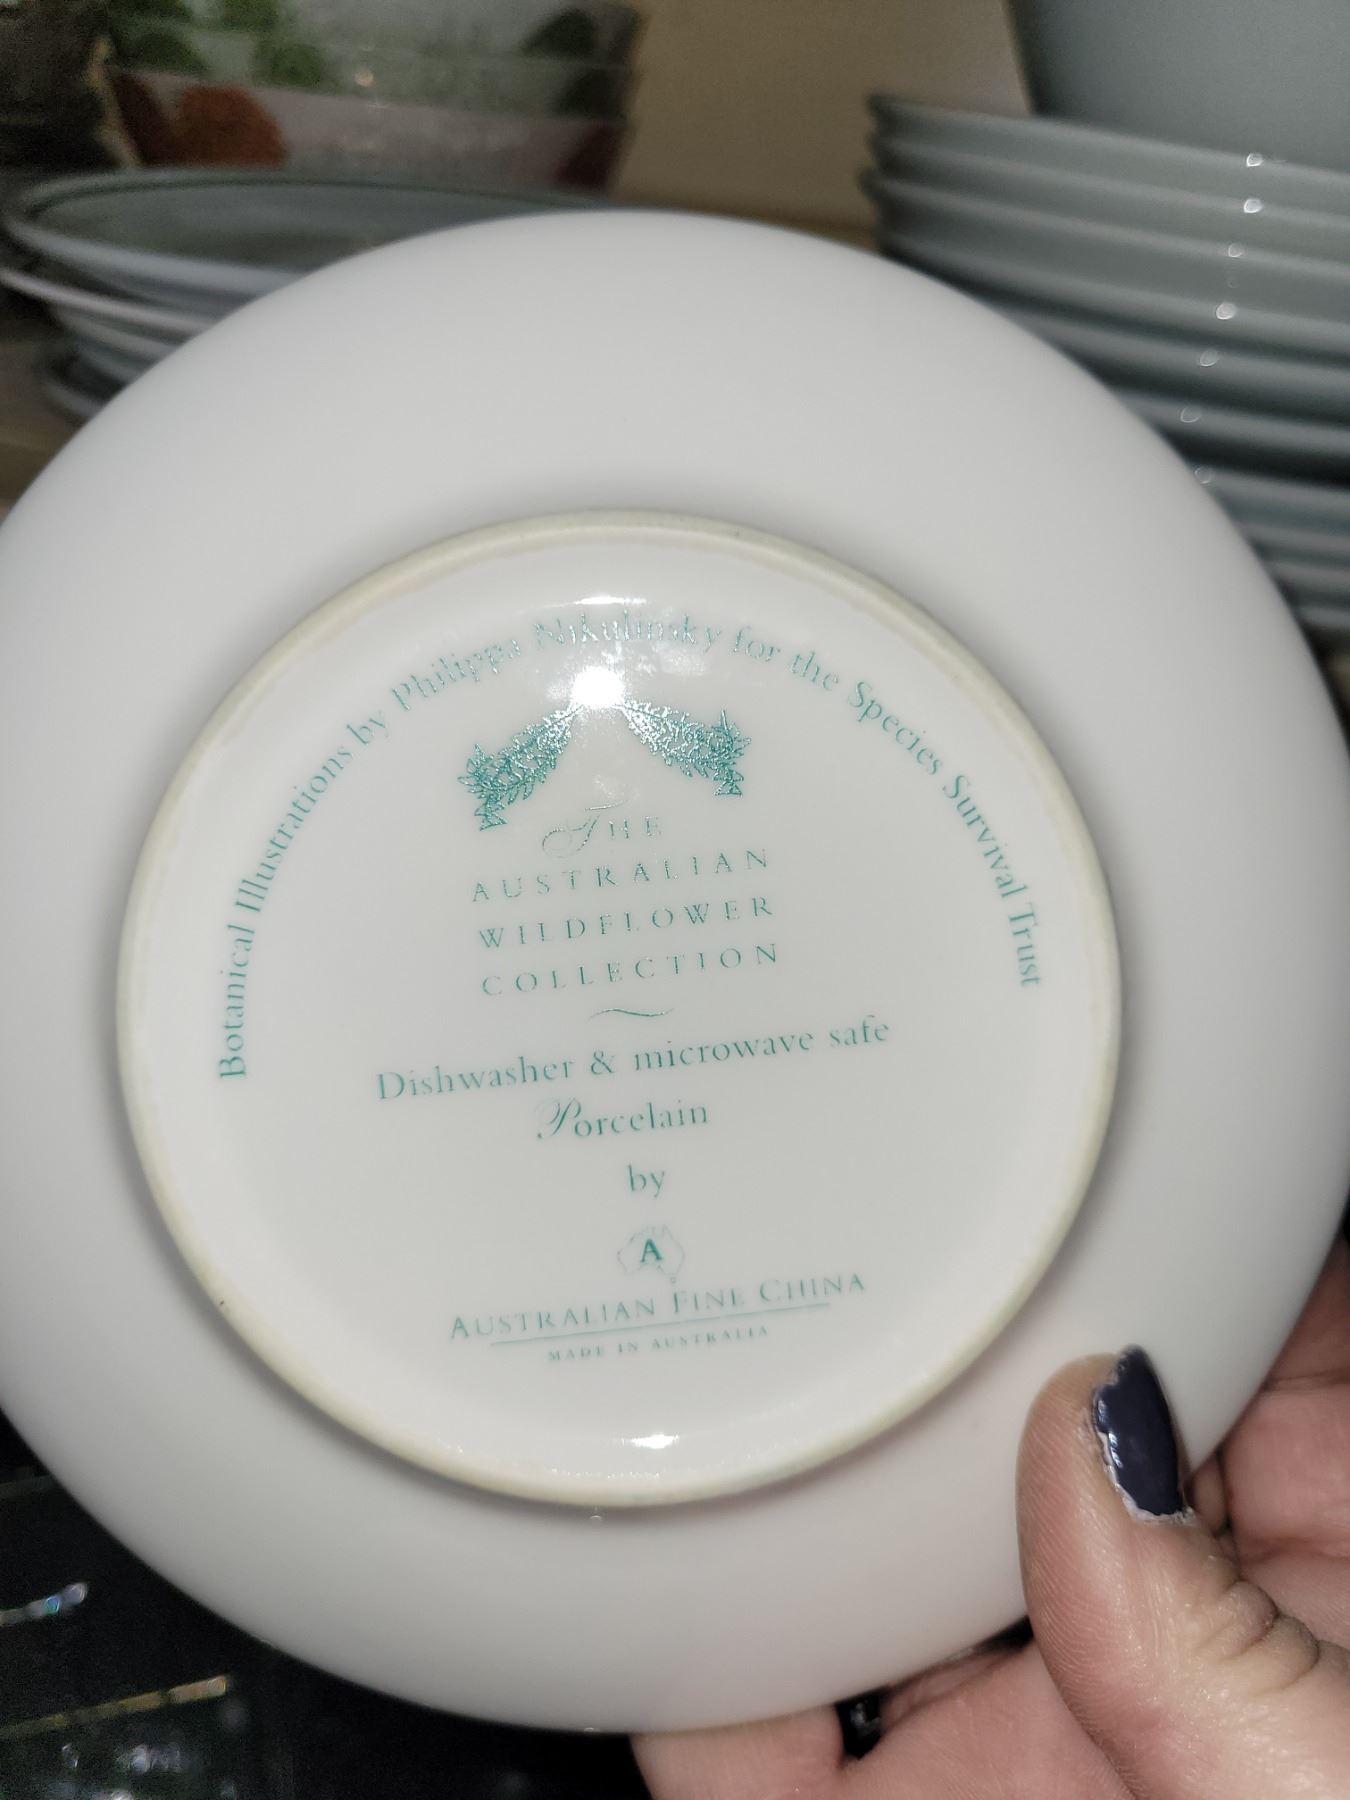 Botanical Illustrations by Philippa Nikulinsky for the Species Survival Trust
THE
AUSTRALIAN
WILDFLOWER
COLLECTION
Dishwasher & microwave safe
Porcelain
by
A
AUSTRALIAN FINE CHINA
MADE IN AUSTRALIA